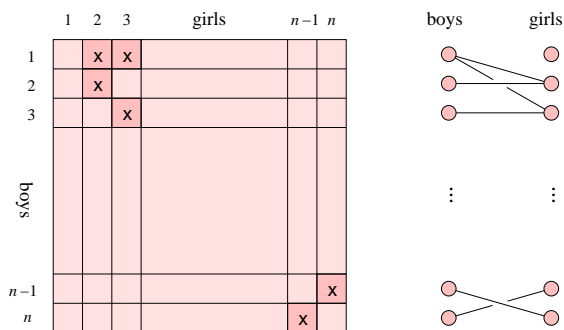 1 2 3 girls n−1 n
1 x x
2 x
3 x
boys
n−1 x
n x
boys girls
⋮ ⋮